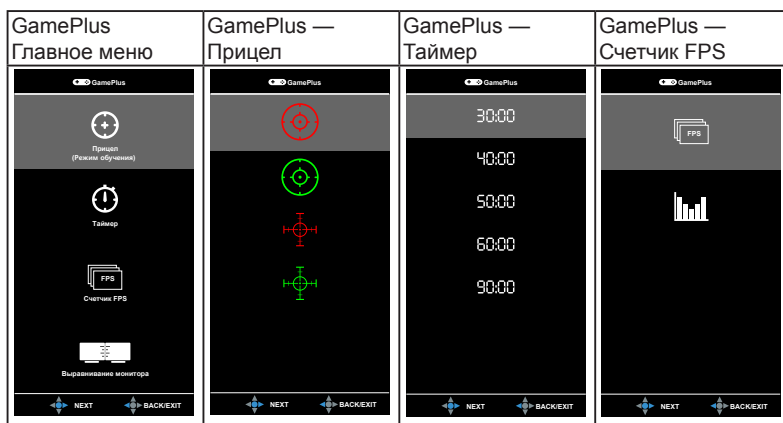 GamePlus
Главное меню
GamePlus —
Прицел
GamePlus —
Таймер
GamePlus —
Счетчик FPS
GamePlus
Прицел
(Режим обучения)
Таймер
FPS
Счетчик FPS
Выравнивание монитора
NEXT BACK/EXIT
GamePlus
NEXT BACK/EXIT
GamePlus
30:00
40:00
50:00
60:00
90:00
NEXT BACK/EXIT
GamePlus
FPS
NEXT BACK/EXIT